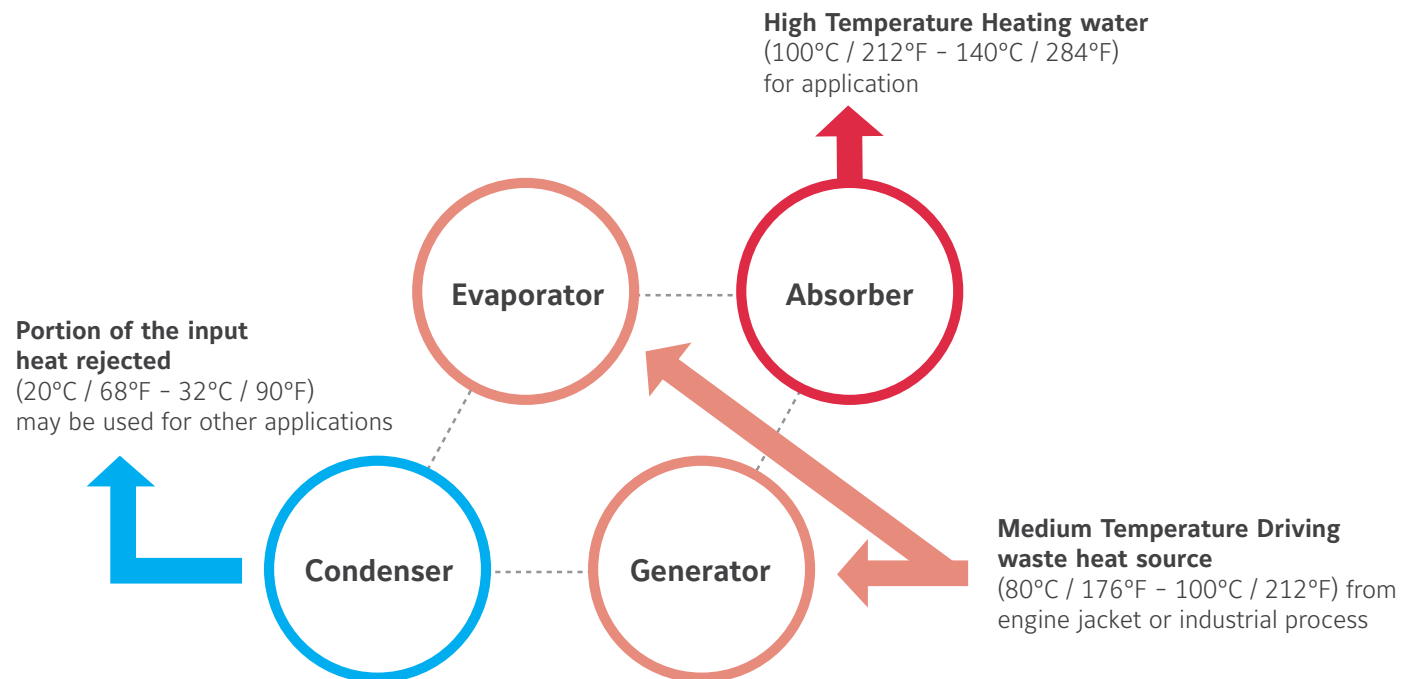 High Temperature Heating water
(100°C / 212°F – 140°C / 284°F)
for application
Evaporator
Absorber
Portion of the input
heat rejected
(20°C / 68°F – 32°C / 90°F)
may be used for other applications
Condenser
Generator
Medium Temperature Driving
waste heat source
(80°C / 176°F – 100°C / 212°F) from
engine jacket or industrial process